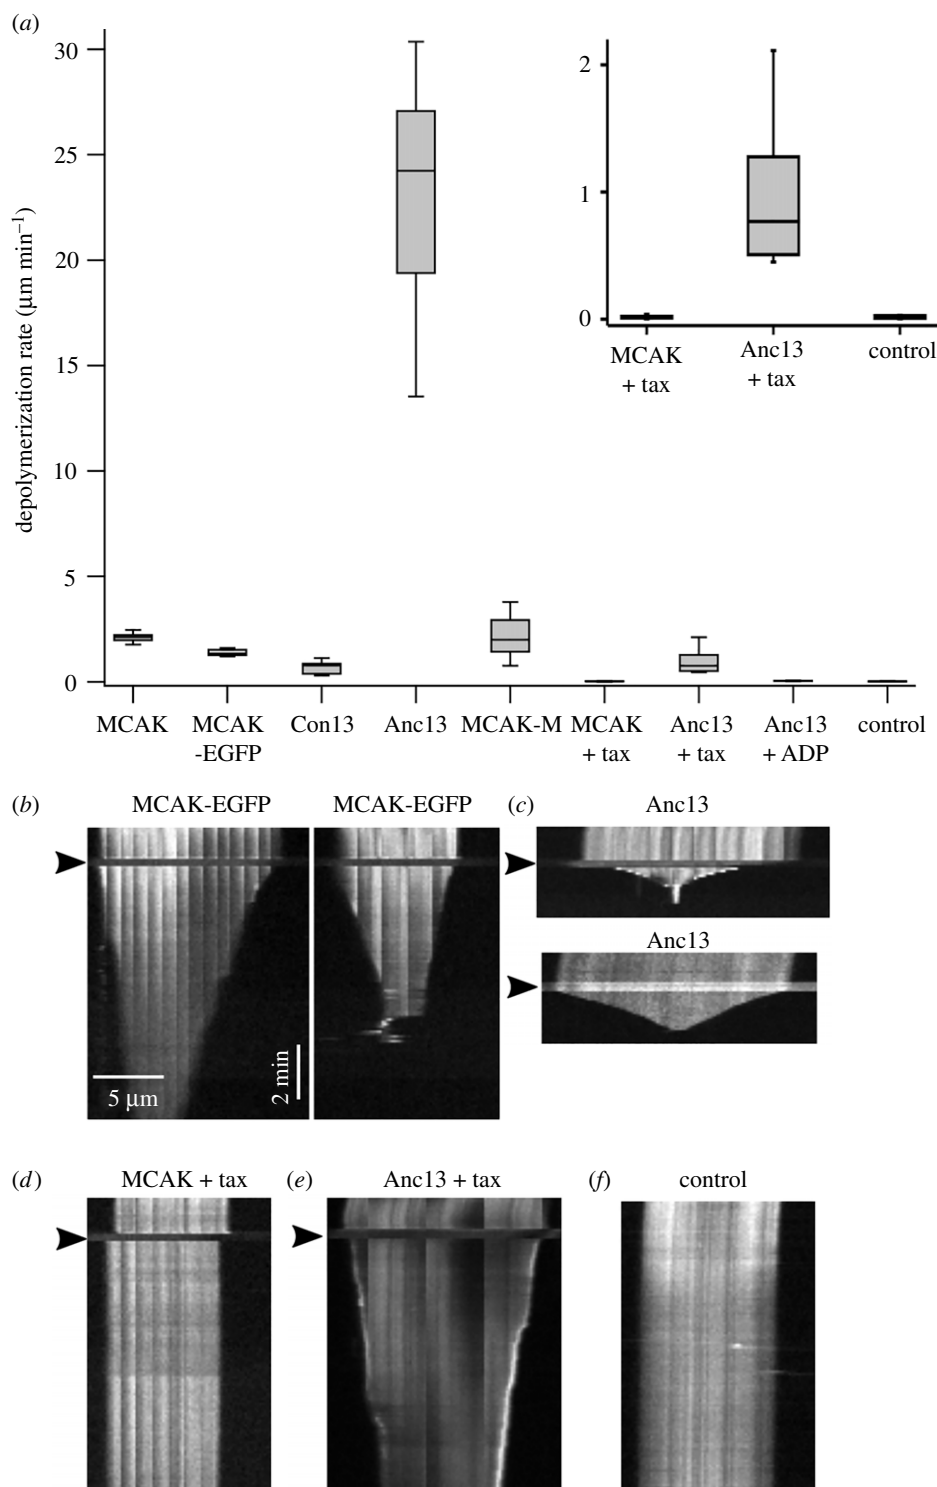 (a)
30
25
20
15
10
5
0
depolymerization rate (µm min⁻¹)
MCAK
MCAK
-EGFP
Con13
Anc13
MCAK-M
MCAK
+ tax
Anc13
+ tax
Anc13
+ ADP
control
2
1
0
MCAK
+ tax
Anc13
+ tax
control
(b)
MCAK-EGFP
MCAK-EGFP
5 µm
2 min
(c)
Anc13
Anc13
(d)
MCAK + tax
(e)
Anc13 + tax
(f)
control